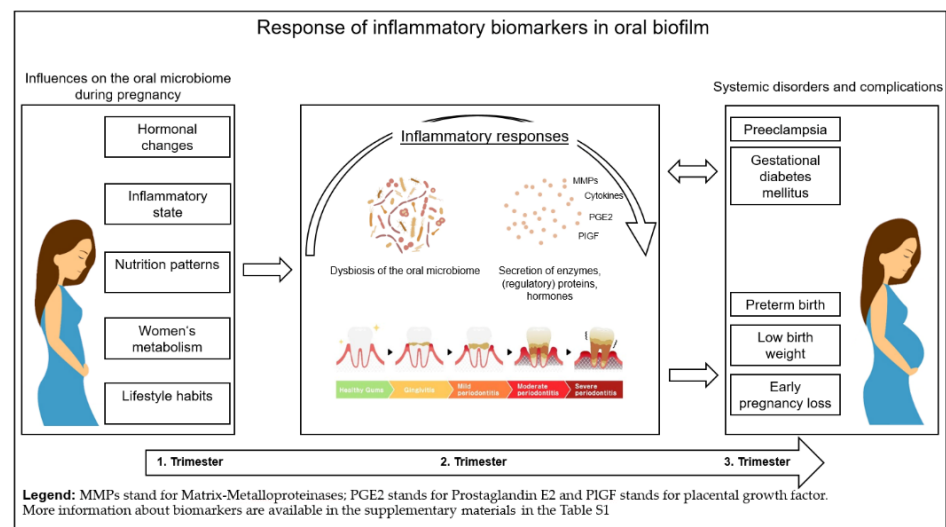 Response of inflammatory biomarkers in oral biofilm
Influences on the oral microbiome
during pregnancy
Hormonal
changes
Inflammatory
state
Nutrition patterns
Women's
metabolism
Lifestyle habits
Inflammatory responses
MMPs
Cytokines
PGE2
PlGF
Dysbiosis of the oral microbiome
Secretion of enzymes,
(regulatory) proteins,
hormones
Healthy Gums
Gingivitis
Mild
periodontitis
Moderate
periodontitis
Severe
periodontitis
Systemic disorders and complications
Preeclampsia
Gestational
diabetes
mellitus
Preterm birth
Low birth
weight
Early
pregnancy loss
1. Trimester
2. Trimester
3. Trimester
Legend: MMPs stand for Matrix-Metalloproteinases; PGE2 stands for Prostaglandin E2 and PlGF stands for placental growth factor.
More information about biomarkers are available in the supplementary materials in the Table S1